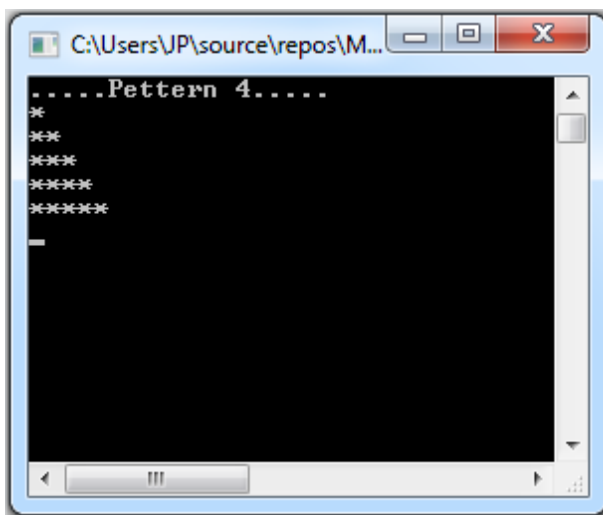 C:\Users\JP\source\repos\M...
.....Pettern 4.....
*
**
***
****
*****